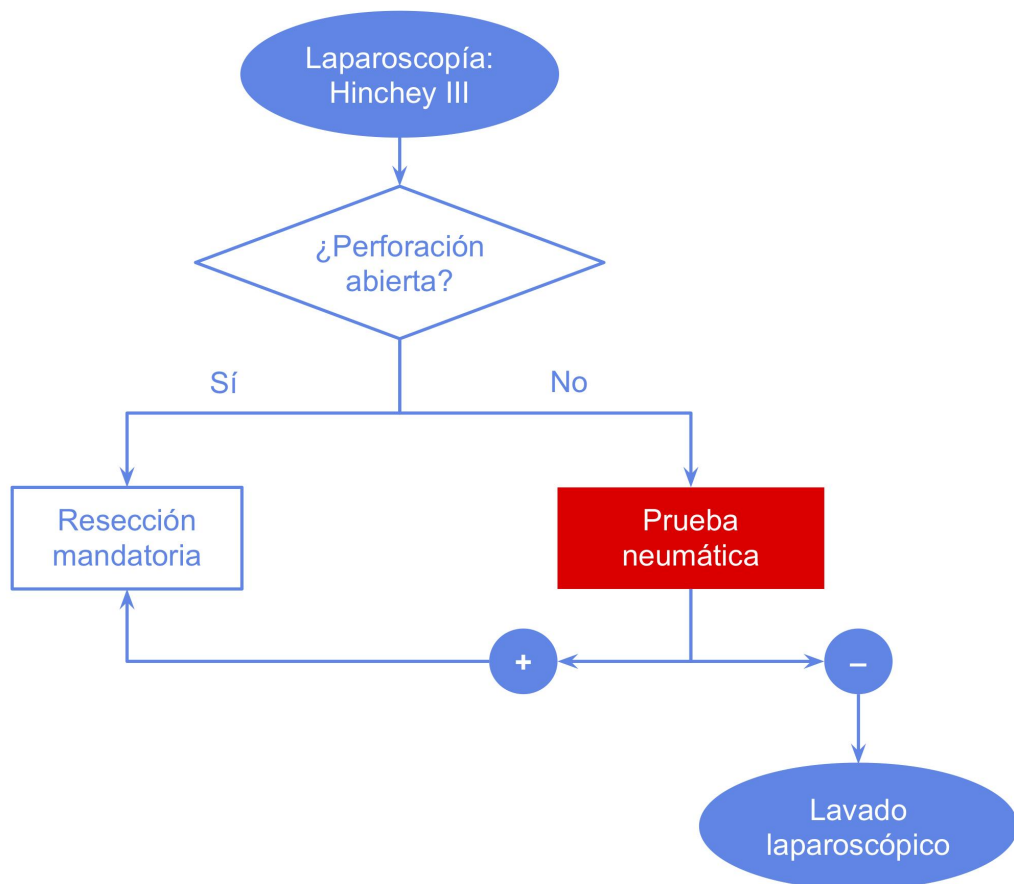 Laparoscopía:
Hinchey III
¿Perforación
abierta?
Sí
No
Resección
mandatoria
Prueba
neumática
+
–
Lavado
laparoscópico